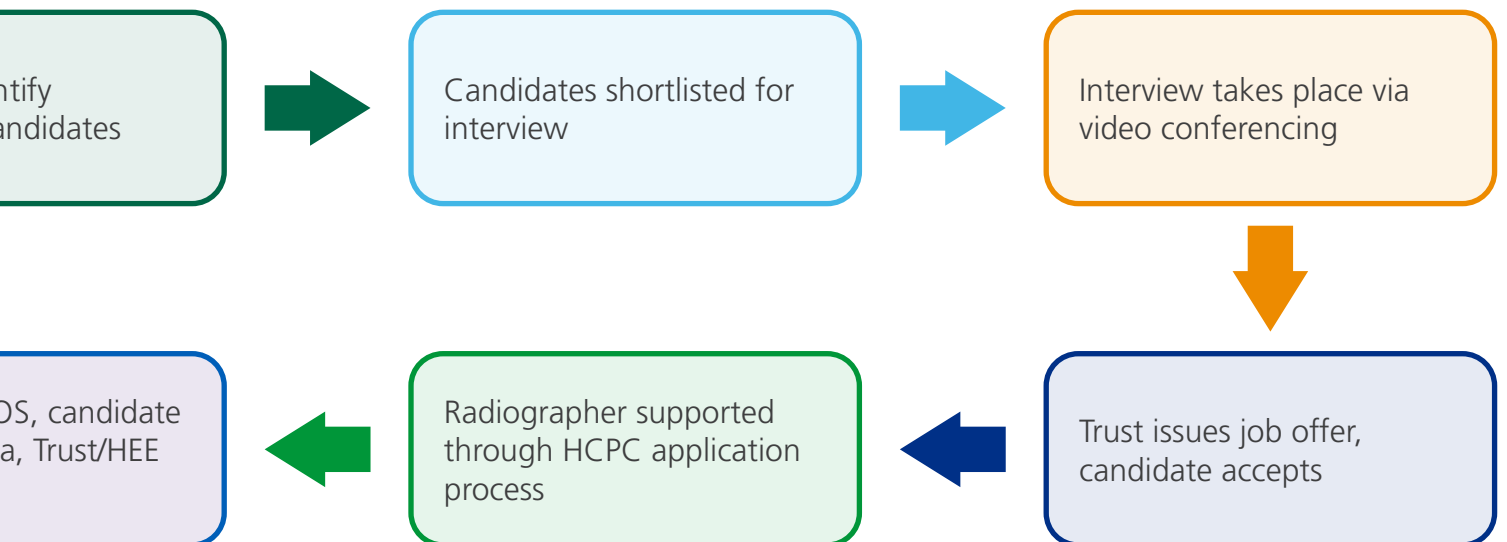 candidates
Candidates shortlisted for
interview
Interview takes place via
video conferencing
Trust issues job offer,
candidate accepts
Radiographer supported
through HCPC application
process
candidate
Trust/HEE